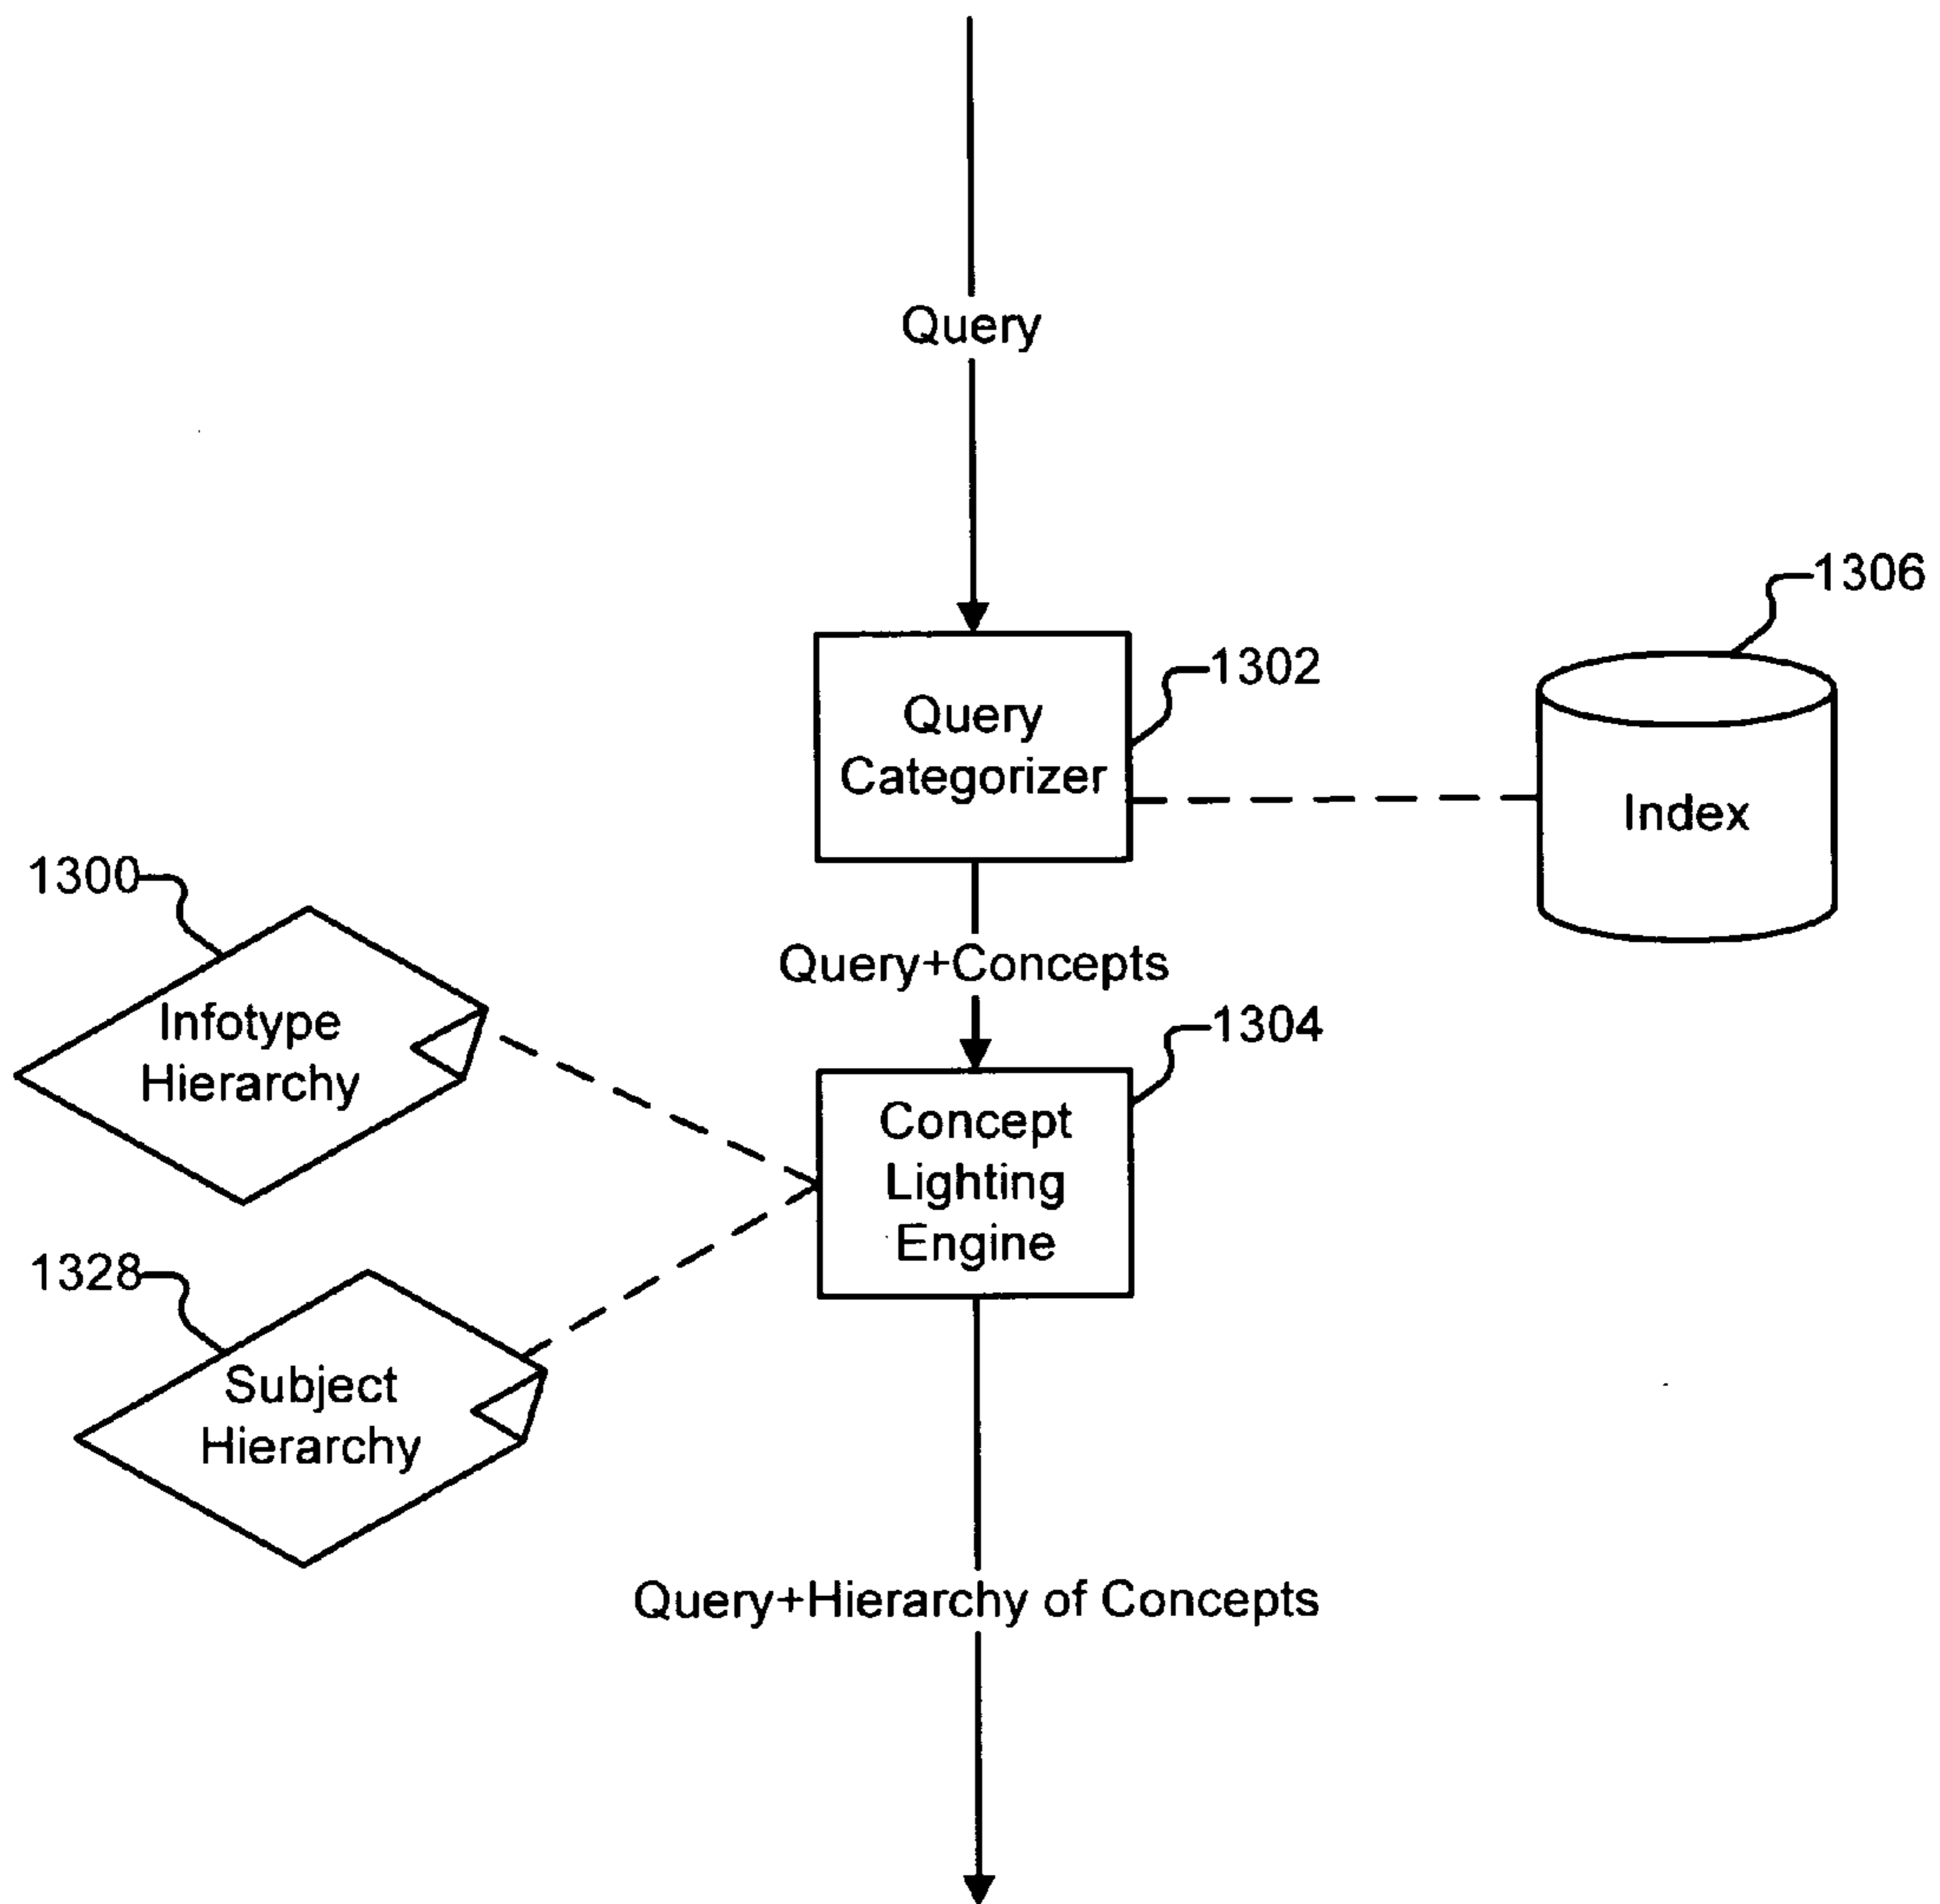 Query
1306
1302
Query
Categorizer
Index
1300
Query+Concepts
Infotype
Hierarchy
1304
Concept
Lighting
Engine
1328
Subject
Hierarchy
Query+Hierarchy of Concepts